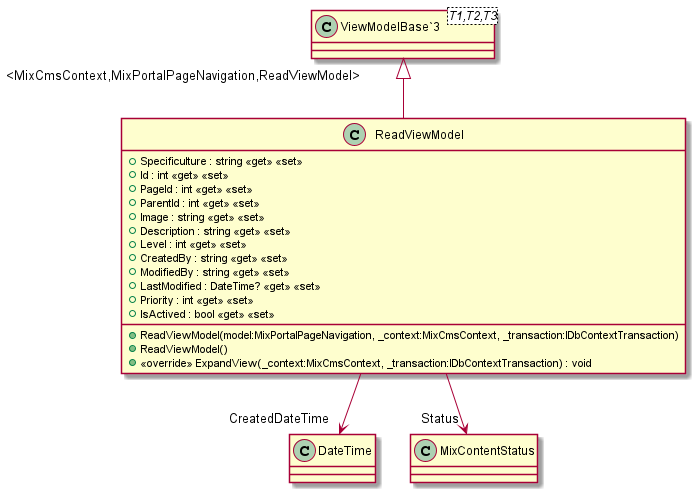 C ViewModelBase`3 T1,T2,T3
<MixCmsContext,MixPortalPageNavigation,ReadViewModel>
C ReadViewModel
Specificulture : string «get» «set»
Id : int «get» «set»
PageId : int «get» «set»
ParentId : int «get» «set»
Image : string «get» «set»
Description : string «get» «set»
Level : int «get» «set»
CreatedBy : string «get» «set»
ModifiedBy : string «get» «set»
LastModified : DateTime? «get» «set»
Priority : int «get» «set»
IsActived : bool «get» «set»
ReadViewModel(model:MixPortalPageNavigation, _context:MixCmsContext, _transaction:IDbContextTransaction)
ReadViewModel()
«override» ExpandView(_context:MixCmsContext, _transaction:IDbContextTransaction) : void
CreatedDateTime
Status
C DateTime
C MixContentStatus